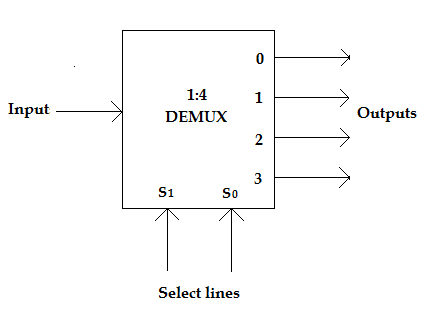 0
1:4
DEMUX
1
Input
Outputs
2
3
S1 S0
Select lines